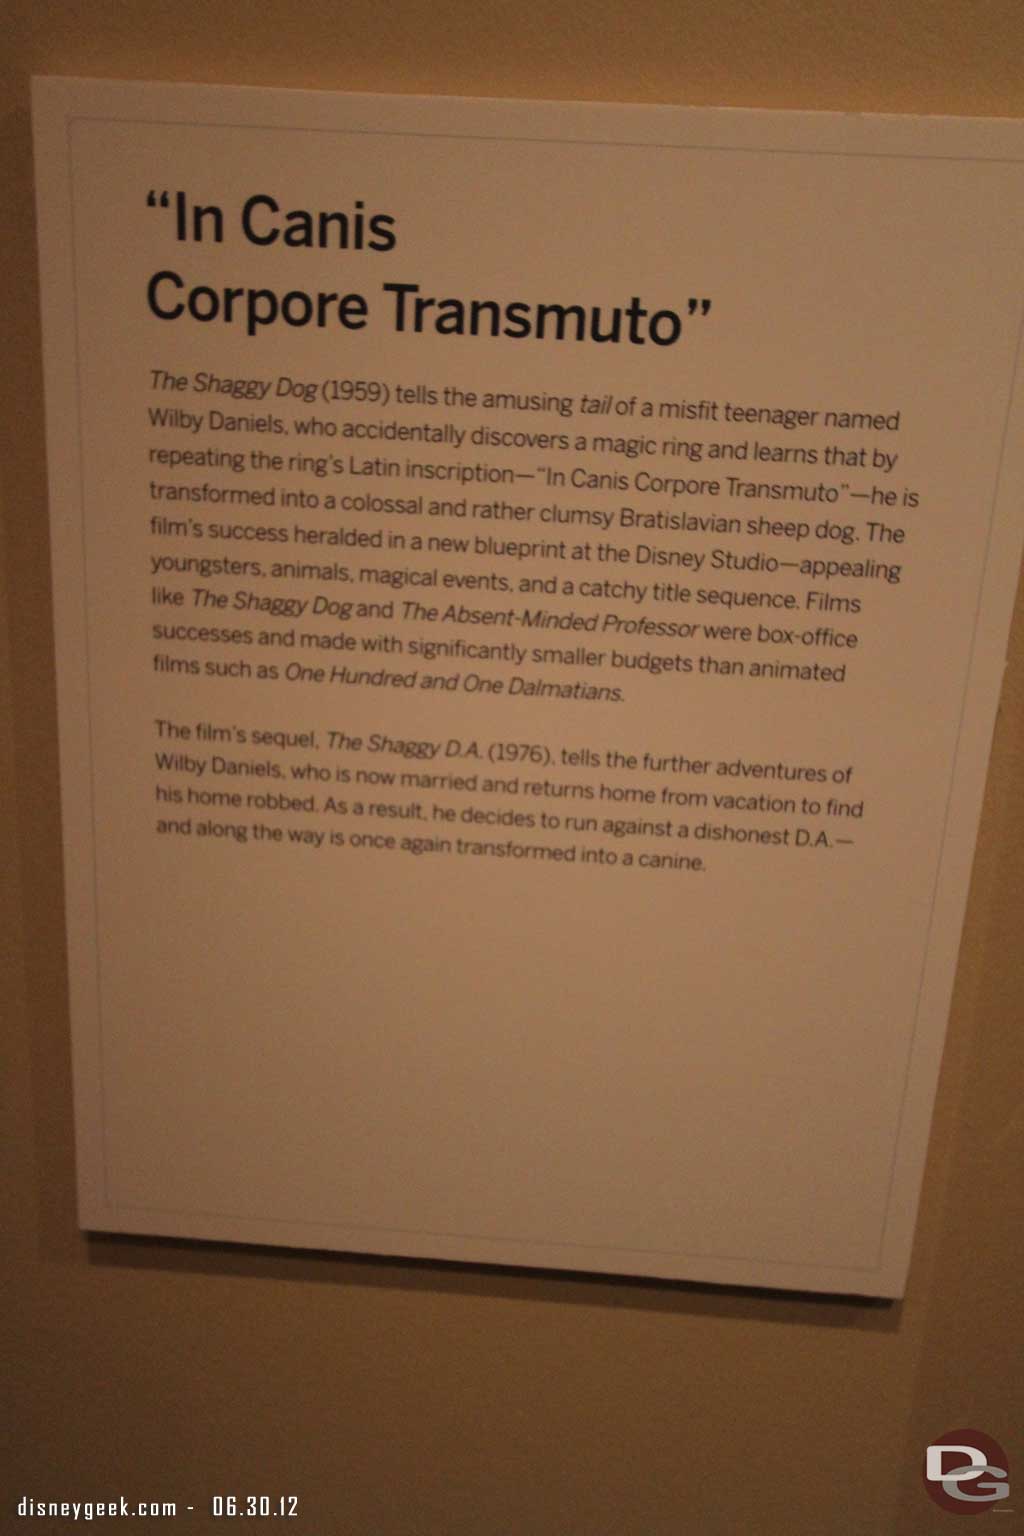 “In Canis
Corpore Transmuto”
The Shaggy Dog (1959) tells the amusing tail of a misfit teenager named
Wilby Daniels, who accidentally discovers a magic ring and learns that by
repeating the ring’s Latin inscription—“In Canis Corpore Transmuto”—he is
transformed into a colossal and rather clumsy Bratislavian sheep dog. The
film’s success heralded in a new blueprint at the Disney Studio—appealing
youngsters, animals, magical events, and a catchy title sequence. Films
like The Shaggy Dog and The Absent-Minded Professor were box-office
successes and made with significantly smaller budgets than animated
films such as One Hundred and One Dalmatians.
The film’s sequel, The Shaggy D.A. (1976), tells the further adventures of
Wilby Daniels, who is now married and returns home from vacation to find
his home robbed. As a result, he decides to run against a dishonest D.A.—
and along the way is once again transformed into a canine.
disneygeek.com - 06.30.12
DG